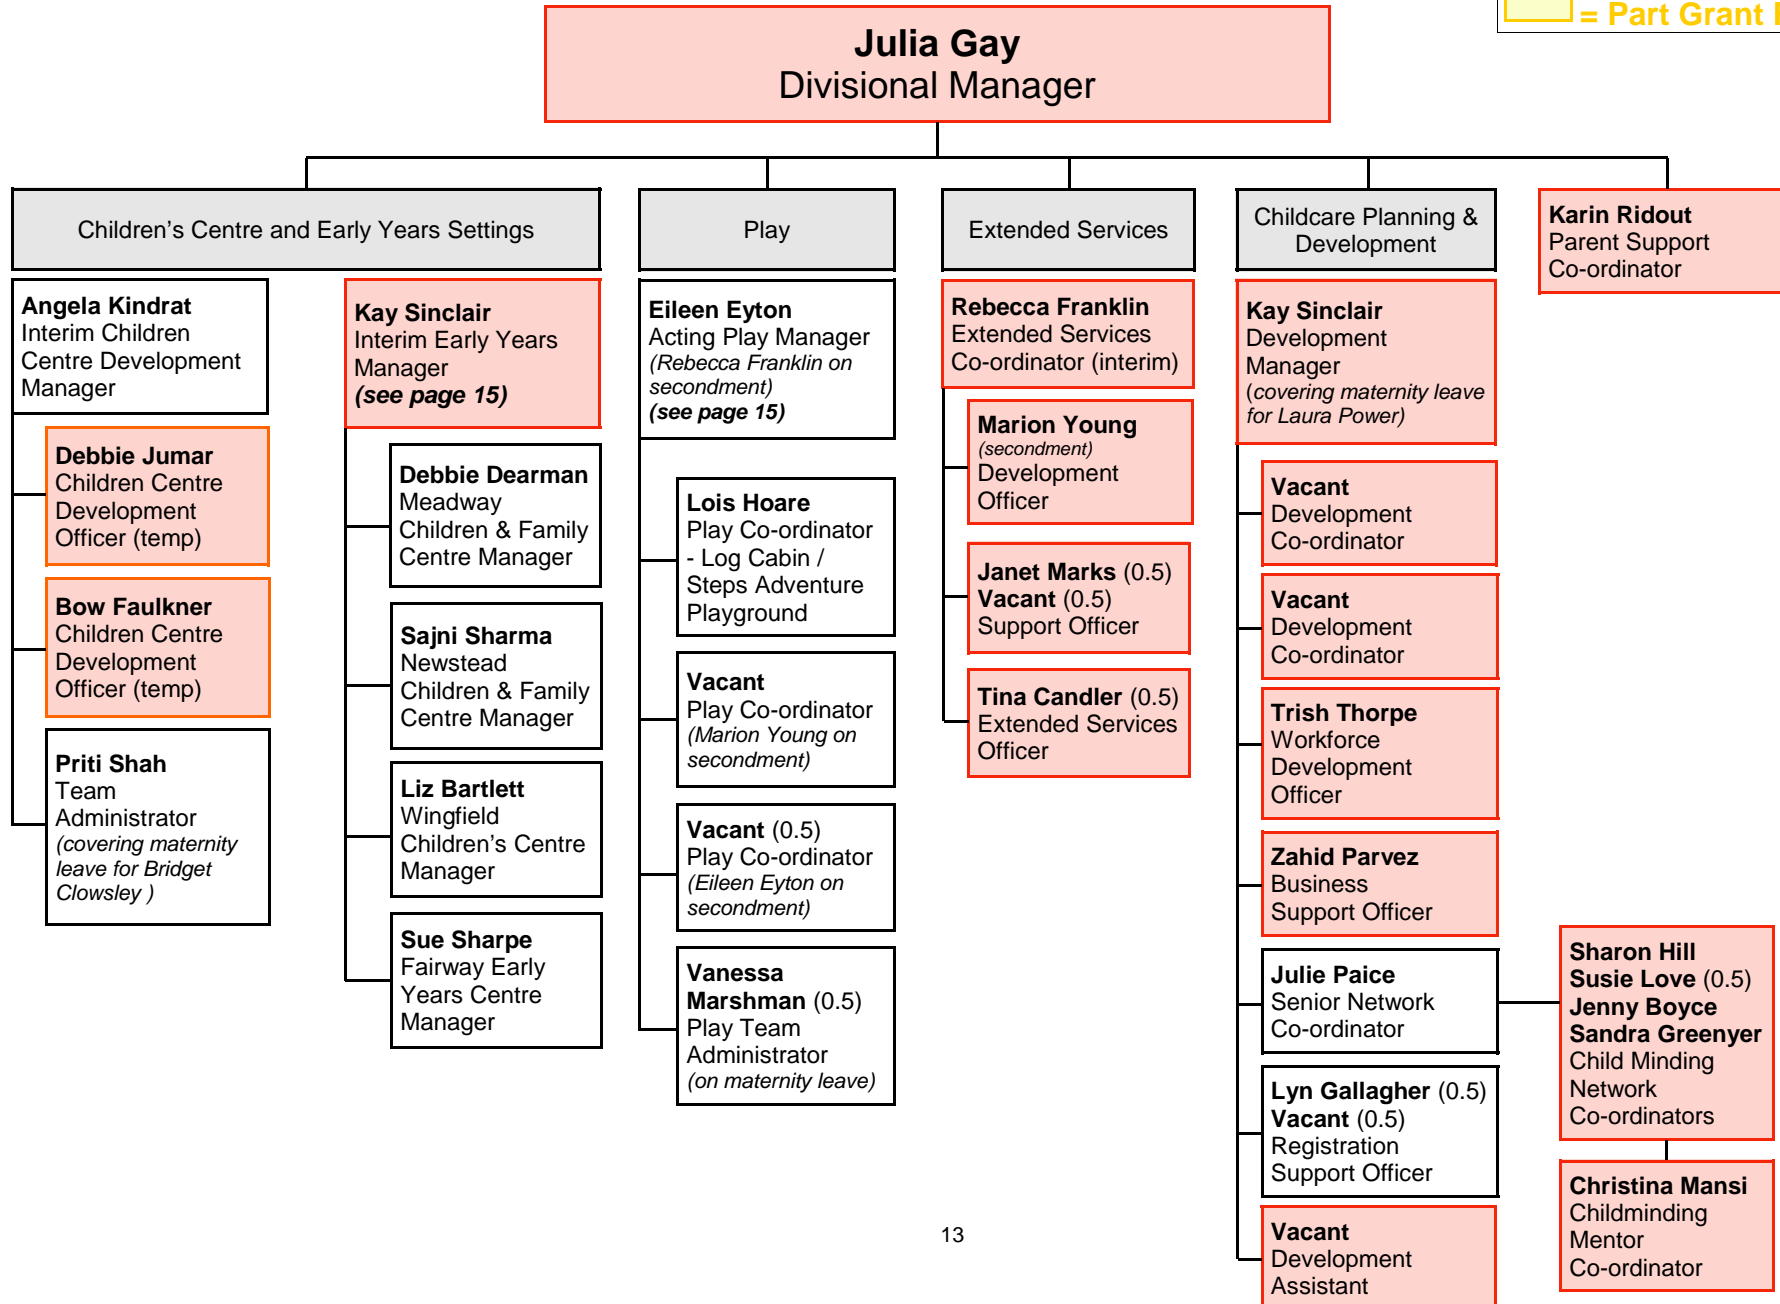 = Part Grant
Julia Gay
Divisional Manager
Children’s Centre and Early Years Settings
Angela Kindrat
Interim Children
Centre Development
Manager
Debbie Jumar
Children Centre
Development
Officer (temp)
Bow Faulkner
Children Centre
Development
Officer (temp)
Priti Shah
Team
Administrator
(covering maternity
leave for Bridget
Clowsley )
Kay Sinclair
Interim Early Years
Manager
(see page 15)
Debbie Dearman
Meadway
Children & Family
Centre Manager
Sajni Sharma
Newstead
Children & Family
Centre Manager
Liz Bartlett
Wingfield
Children’s Centre
Manager
Sue Sharpe
Fairway Early
Years Centre
Manager
Play
Eileen Eyton
Acting Play Manager
(Rebecca Franklin on
secondment)
(see page 15)
Lois Hoare
Play Co-ordinator
- Log Cabin /
Steps Adventure
Playground
Vacant
Play Co-ordinator
(Marion Young on
secondment)
Vacant (0.5)
Play Co-ordinator
(Eileen Eyton on
secondment)
Vanessa
Marshman (0.5)
Play Team
Administrator
(on maternity leave)
Extended Services
Rebecca Franklin
Extended Services
Co-ordinator (interim)
Marion Young
(secondment)
Development
Officer
Janet Marks (0.5)
Vacant (0.5)
Support Officer
Tina Candler (0.5)
Extended Services
Officer
Childcare Planning &
Development
Kay Sinclair
Development
Manager
(covering maternity leave
for Laura Power)
Vacant
Development
Co-ordinator
Vacant
Development
Co-ordinator
Trish Thorpe
Workforce
Development
Officer
Zahid Parvez
Business
Support Officer
Julie Paice
Senior Network
Co-ordinator
Lyn Gallagher (0.5)
Vacant (0.5)
Registration
Support Officer
Vacant
Development
Assistant
Karin Ridout
Parent Support
Co-ordinator
Sharon Hill
Susie Love (0.5)
Jenny Boyce
Sandra Greenyer
Child Minding
Network
Co-ordinators
Christina Mansi
Childminding
Mentor
Co-ordinator
13